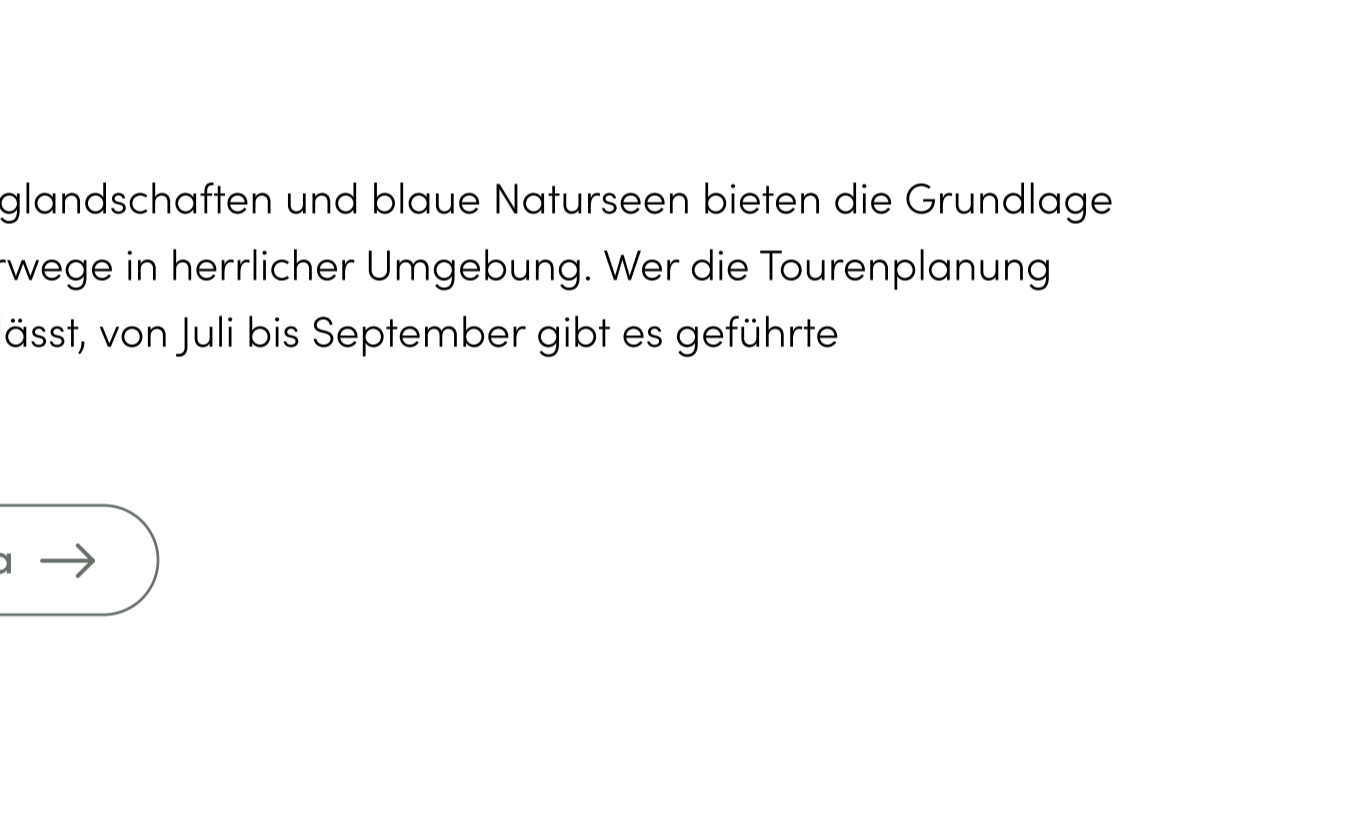 glandschaften und blaue Naturseen bieten die Grundlage
rwege in herrlicher Umgebung. Wer die Tourenplanung
ässt, von Juli bis September gibt es geführte
a